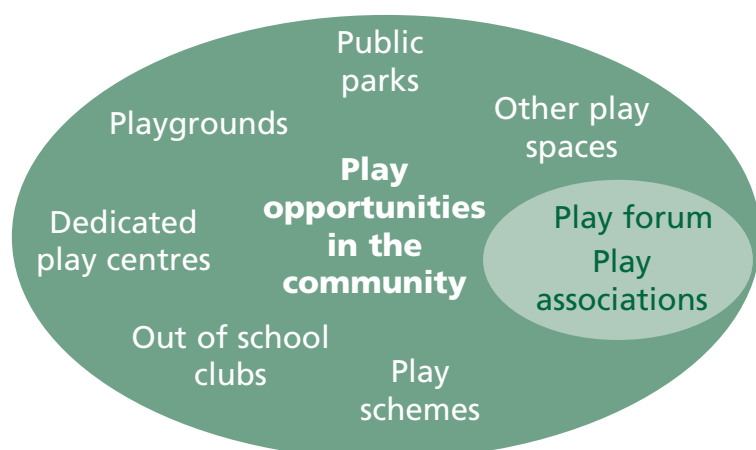 Public
parks
Other play
spaces
Playgrounds
Play
opportunities
in the
community
Dedicated
play centres
Play forum
Play
associations
Out of school
clubs
Play
schemes